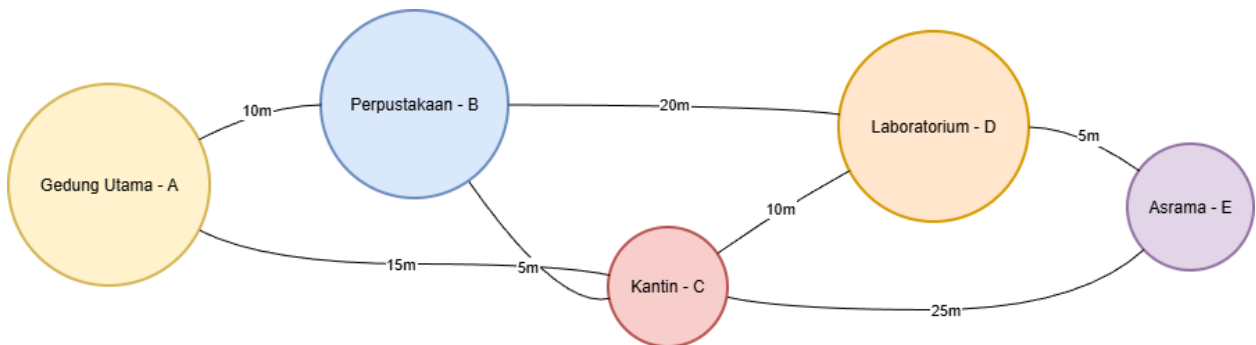 Gedung Utama - A
10m
Perpustakaan - B
20m
Laboratorium - D
5m
Asrama - E
10m
15m
5m
Kantin - C
25m